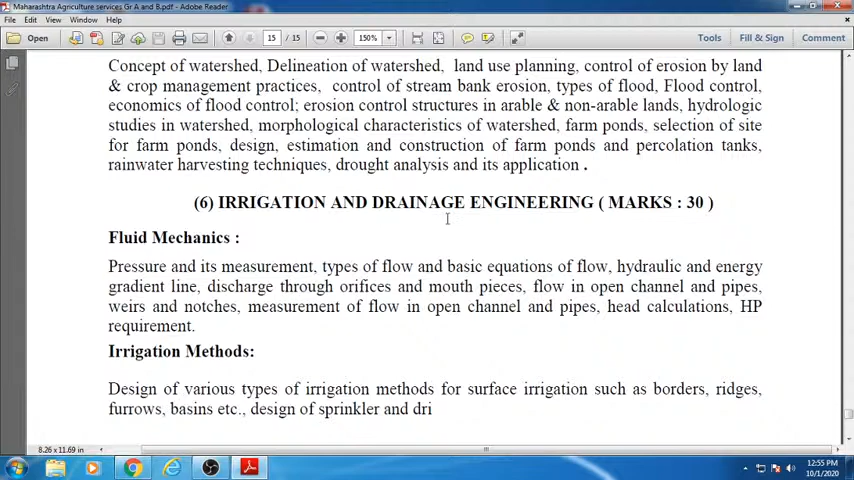 Maharashtra Agriculture services Gr A and B.pdf - Adobe Reader
File Edit View Window Help
Open 15 / 15 150% Tools Fill & Sign Comment
Concept of watershed, Delineation of watershed, land use planning, control of erosion by land
& crop management practices, control of stream bank erosion, types of flood, Flood control,
economics of flood control; erosion control structures in arable & non-arable lands, hydrologic
studies in watershed, morphological characteristics of watershed, farm ponds, selection of site
for farm ponds, design, estimation and construction of farm ponds and percolation tanks,
rainwater harvesting techniques, drought analysis and its application .
(6) IRRIGATION AND DRAINAGE ENGINEERING ( MARKS : 30 )
Fluid Mechanics :
Pressure and its measurement, types of flow and basic equations of flow, hydraulic and energy
gradient line, discharge through orifices and mouth pieces, flow in open channel and pipes,
weirs and notches, measurement of flow in open channel and pipes, head calculations, HP
requirement.
Irrigation Methods:
Design of various types of irrigation methods for surface irrigation such as borders, ridges,
furrows, basins etc., design of sprinkler and dri
8.26 x 11.69 in
12:55 PM
10/1/2020